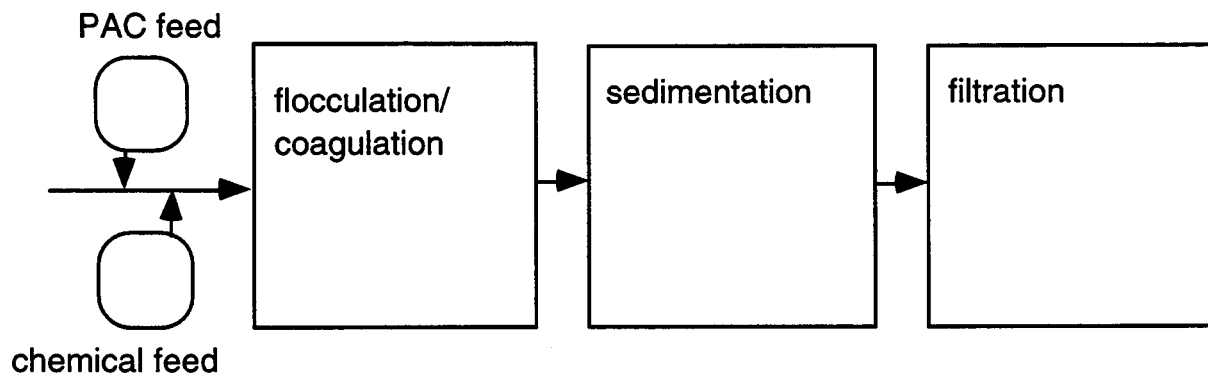 PAC feed
flocculation/
coagulation
sedimentation
filtration
chemical feed